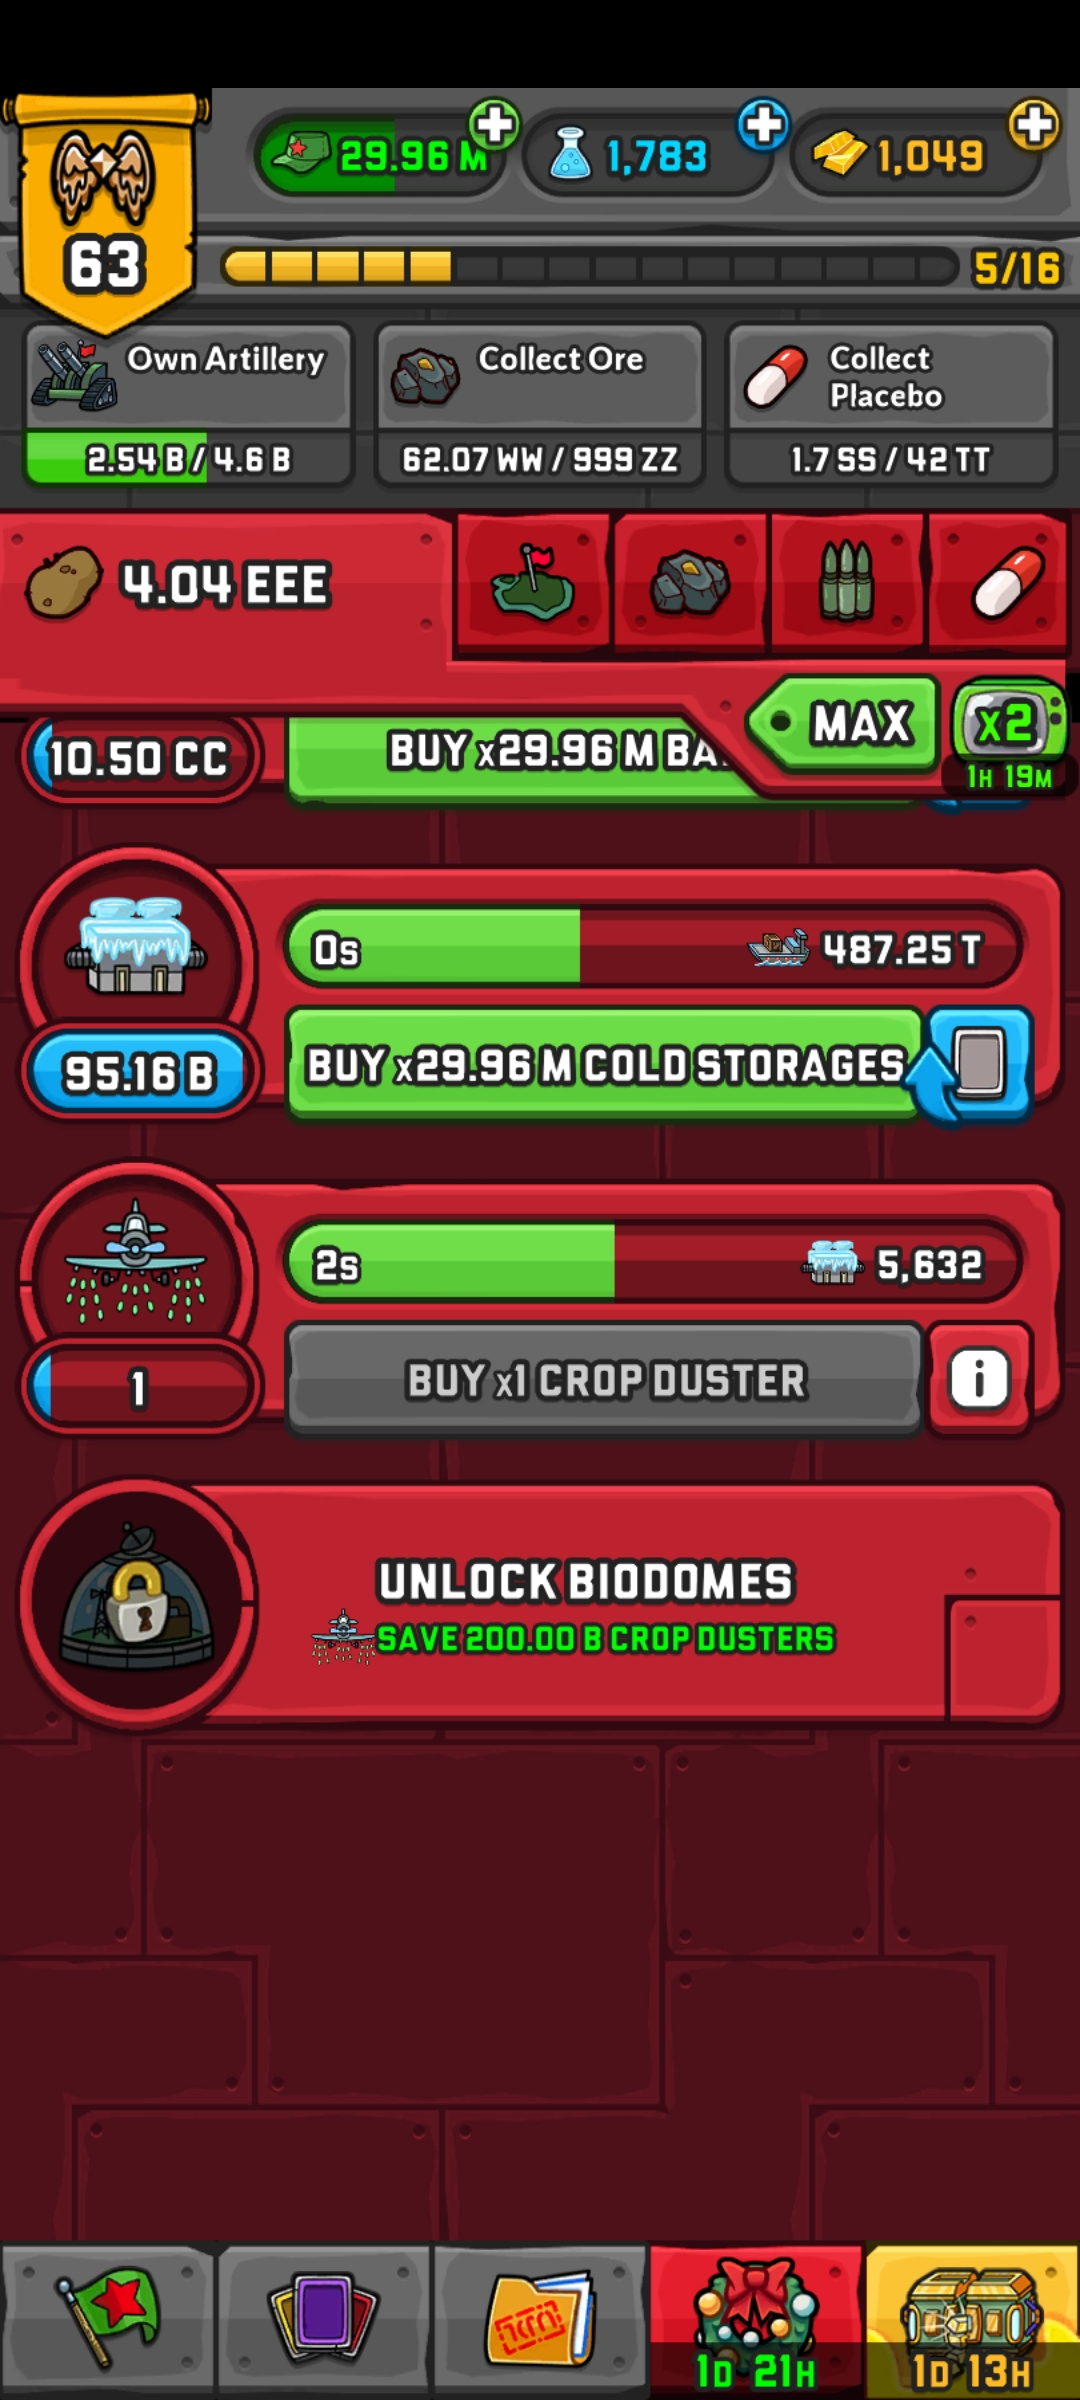 29.96 M
1,783
1,049
63
5/16
Own Artillery
2.54 B / 4.6 B
Collect Ore
62.07 WW / 999 ZZ
Collect
Placebo
1.7 SS / 42 TT
4.04 EEE
MAX
x2
1H 19M
10.50 CC
BUY x29.96 M BA
0s
487.25 T
95.16 B
BUY x29.96 M COLD STORAGES
2s
5,632
1
BUY x1 CROP DUSTER
i
UNLOCK BIODOMES
SAVE 200.00 B CROP DUSTERS
1D 21H
1D 13H